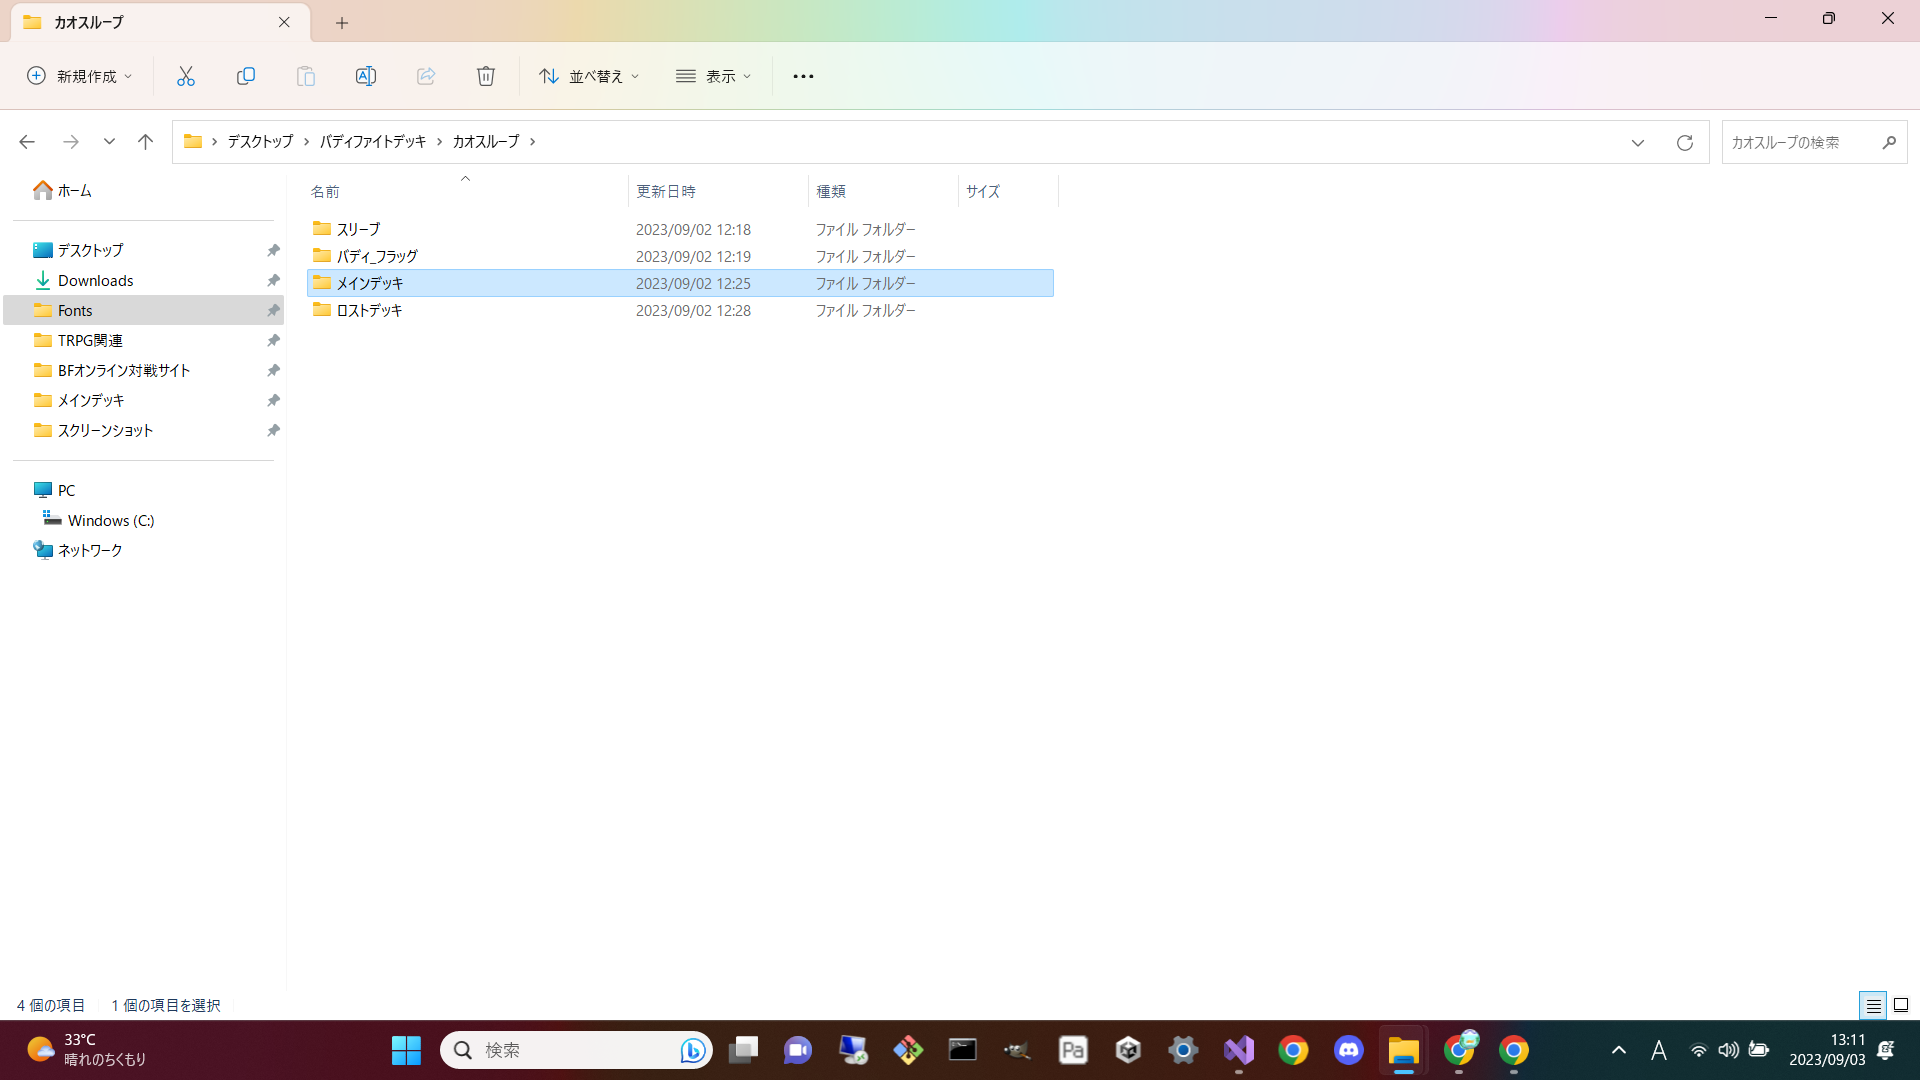 カオスループ
新規作成
並べ替え
表示
デスクトップ > バディファイトデッキ > カオスループ >
カオスループの検索
名前 更新日時 種類 サイズ
スリーブ 2023/09/02 12:18 ファイル フォルダー
バディ_フラッグ 2023/09/02 12:19 ファイル フォルダー
メインデッキ 2023/09/02 12:25 ファイル フォルダー
ロストデッキ 2023/09/02 12:28 ファイル フォルダー
ホーム
デスクトップ
Downloads
Fonts
TRPG関連
BFオンライン対戦サイト
メインデッキ
スクリーンショット
PC
Windows (C:)
ネットワーク
4 個の項目 1 個の項目を選択
33°C
晴れのちくもり
検索
Pa
A
13:11
2023/09/03